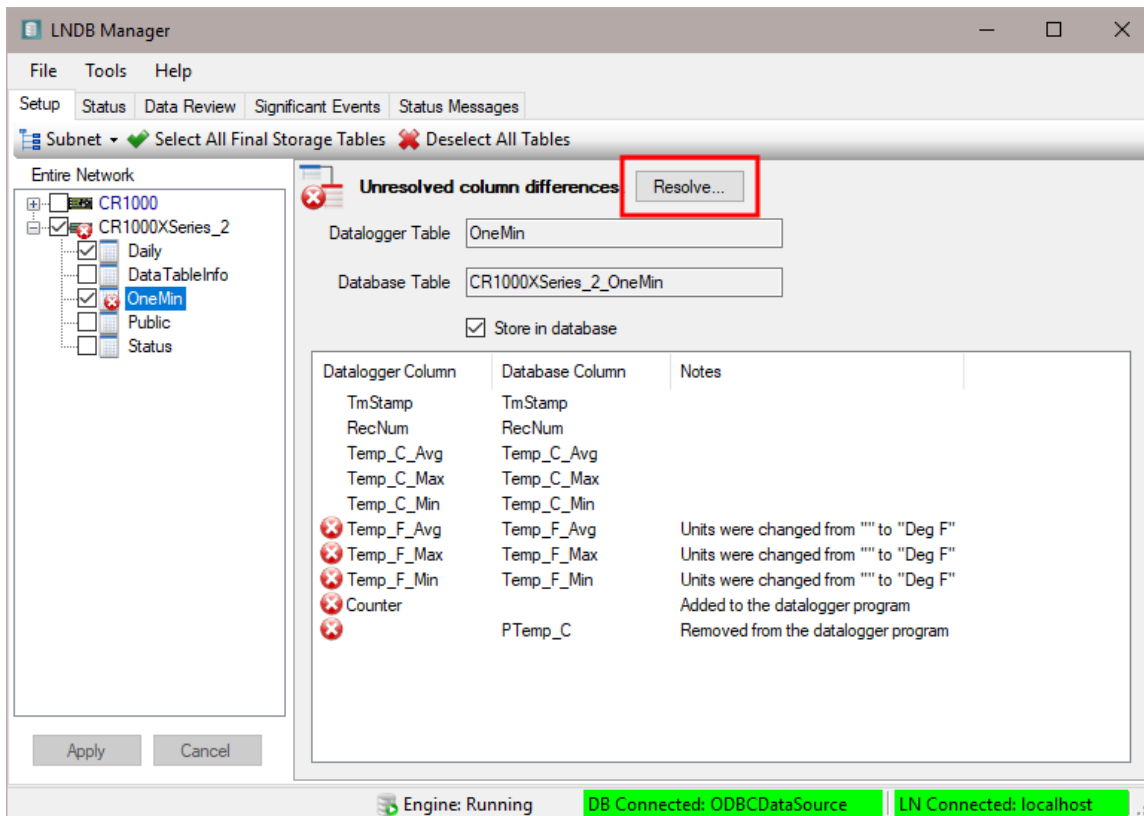 LNDB Manager
File Tools Help
Setup Status Data Review Significant Events Status Messages
Subnet Select All Final Storage Tables Deselect All Tables
Entire Network
CR1000
CR1000XSeries_2
Daily
DataTableInfo
OneMin
Public
Status
Apply Cancel
Unresolved column differences Resolve...
Datalogger Table OneMin
Database Table CR1000XSeries_2_OneMin
Store in database
Datalogger Column Database Column Notes
TmStamp TmStamp
RecNum RecNum
Temp_C_Avg Temp_C_Avg
Temp_C_Max Temp_C_Max
Temp_C_Min Temp_C_Min
Temp_F_Avg Temp_F_Avg Units were changed from "" to "Deg F"
Temp_F_Max Temp_F_Max Units were changed from "" to "Deg F"
Temp_F_Min Temp_F_Min Units were changed from "" to "Deg F"
Counter Added to the datalogger program
PTemp_C Removed from the datalogger program
Engine: Running DB Connected: ODBCDataSource LN Connected: localhost